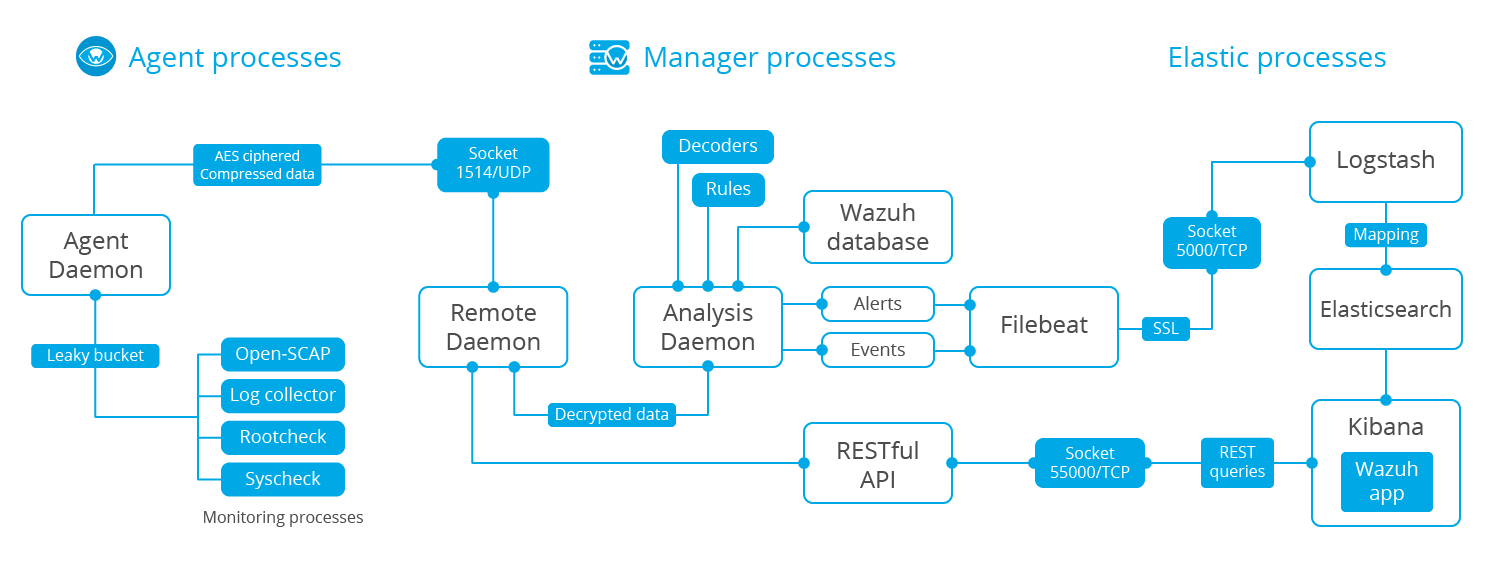 Agent processes
Manager processes
Elastic processes
AES ciphered
Compressed data
Socket
1514/UDP
Agent
Daemon
Leaky bucket
Open-SCAP
Log collector
Rootcheck
Syscheck
Monitoring processes
Remote
Daemon
Decrypted data
Decoders
Rules
Wazuh
database
Analysis
Daemon
Alerts
Events
Filebeat
SSL
Socket
5000/TCP
Logstash
Mapping
Elasticsearch
RESTful
API
Socket
55000/TCP
REST
queries
Kibana
Wazuh
app